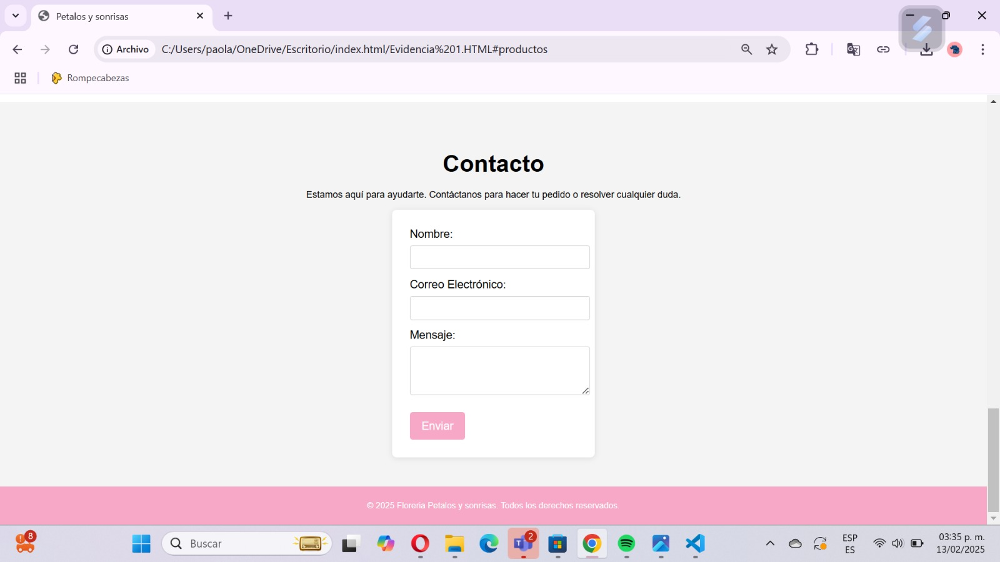 Petalos y sonrisas
Archivo
C:/Users/paola/OneDrive/Escritorio/index.html/Evidencia%201.HTML#productos
Rompecabezas
Contacto
Estamos aquí para ayudarte. Contáctanos para hacer tu pedido o resolver cualquier duda.
Nombre:
Correo Electrónico:
Mensaje:
Enviar
© 2025 Floreria Petalos y sonrisas. Todos los derechos reservados.
8
Buscar
2
ESP
ES
03:35 p. m.
13/02/2025